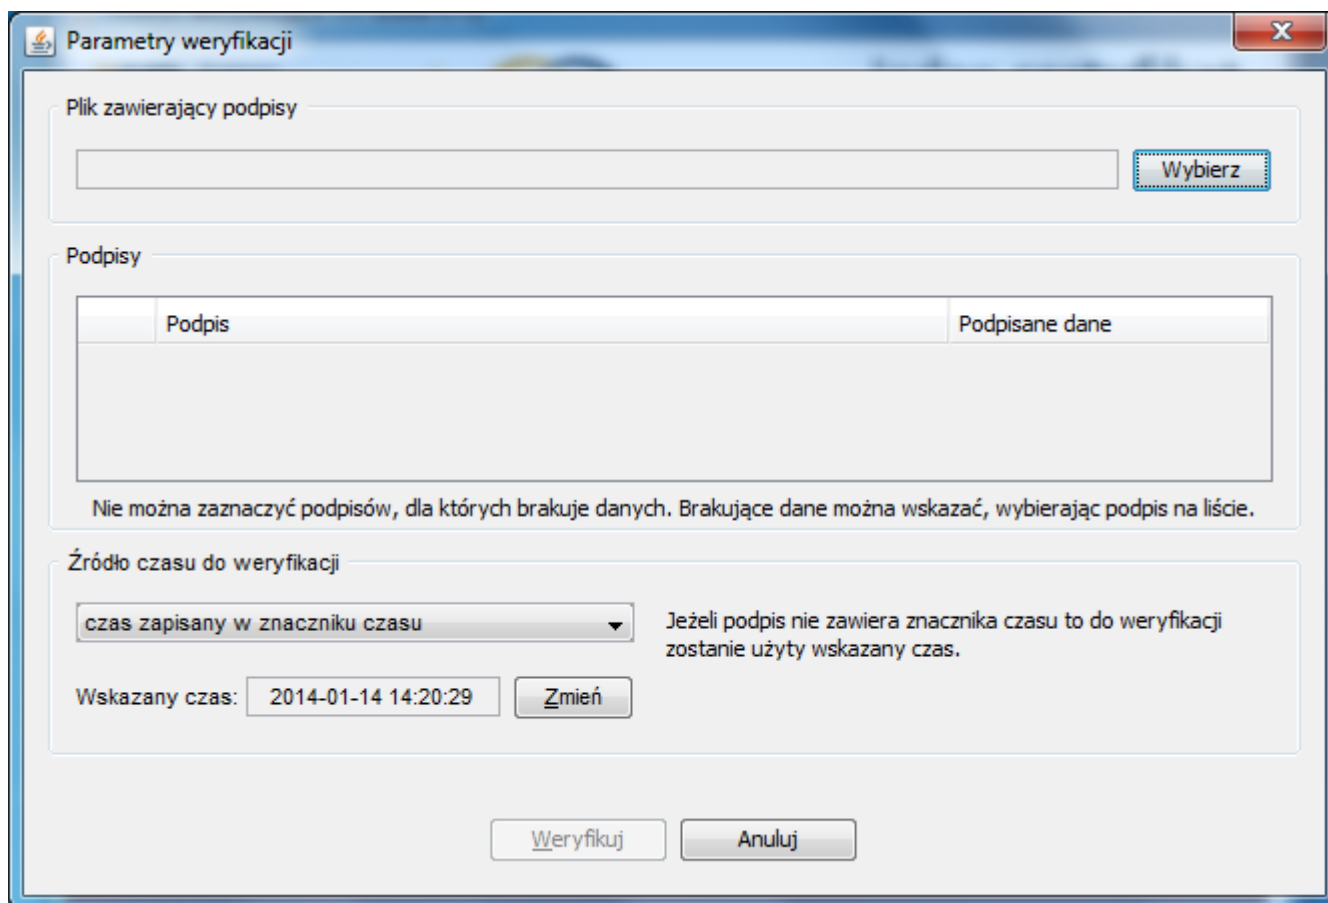 Parametry weryfikacji
Plik zawierający podpisy
Wybierz
Podpisy
Podpis Podpisane dane
Nie można zaznaczyć podpisów, dla których brakuje danych. Brakujące dane można wskazać, wybierając podpis na liście.
Źródło czasu do weryfikacji
czas zapisany w znaczniku czasu
Jeżeli podpis nie zawiera znacznika czasu to do weryfikacji
zostanie użyty wskazany czas.
Wskazany czas: 2014-01-14 14:20:29 Zmień
Weryfikuj Anuluj